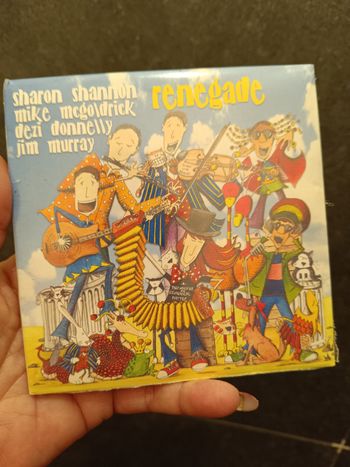 sharon shannon
mike mcgoldrick
dezi donnelly
jim murray
renegade